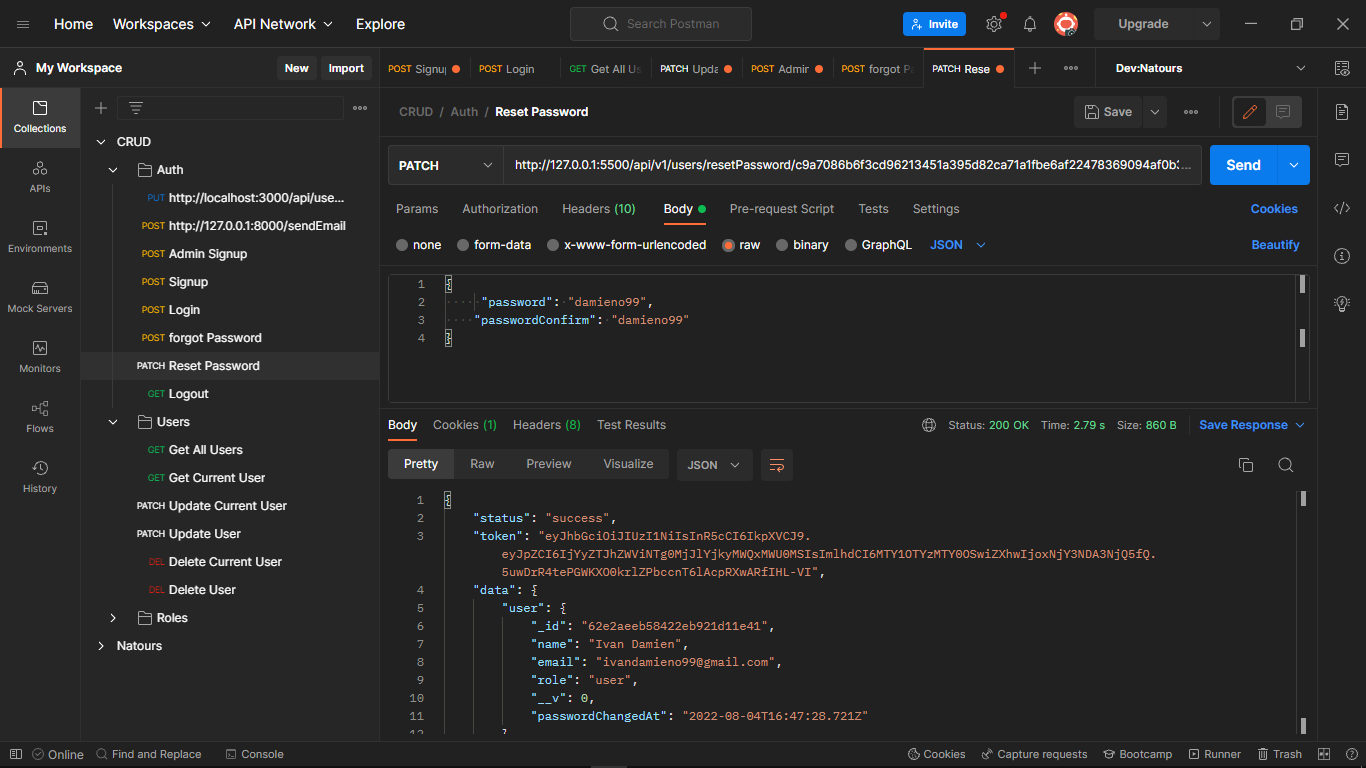 Home Workspaces API Network Explore Search Postman Invite Upgrade
My Workspace New Import POST Signup POST Login GET Get All Us PATCH Upda POST Admir POST forgot Pa PATCH Rese Dev:Natours
Collections
APIs
Environments
Mock Servers
Monitors
Flows
History
CRUD
Auth
PUT http://localhost:3000/api/use...
POST http://127.0.0.1:8000/sendEmail
POST Admin Signup
POST Signup
POST Login
POST forgot Password
PATCH Reset Password
GET Logout
Users
GET Get All Users
GET Get Current User
PATCH Update Current User
PATCH Update User
DEL Delete Current User
DEL Delete User
Roles
Natours
CRUD / Auth / Reset Password Save
PATCH http://127.0.0.1:5500/api/v1/users/resetPassword/c9a7086b6f3cd96213451a395d82ca71a1fbe6af22478369094af0b3... Send
Params Authorization Headers (10) Body Pre-request Script Tests Settings Cookies
none form-data x-www-form-urlencoded raw binary GraphQL JSON Beautify
1 {
2 "password": "damieno99",
3 "passwordConfirm": "damieno99"
4 }
Body Cookies (1) Headers (8) Test Results Status: 200 OK Time: 2.79 s Size: 860 B Save Response
Pretty Raw Preview Visualize JSON
1 {
2 "status": "success",
3 "token": "eyJhbGciOiJIUzI1NiIsInR5cCI6IkpXVCJ9.
eyJpZCI6IjYyZTJhZWViNTg0MjJlYjkyMWQxMWU0MSIsImlhdCI6MTY1OTYzMTY0OSwiZXhwIjoxNjY3NDA3NjQ5fQ.
5uwDrR4tePGWKXO0krlZPbccnT6lAcpRXwARfIHL-VI",
4 "data": {
5 "user": {
6 "_id": "62e2aeeb58422eb921d11e41",
7 "name": "Ivan Damien",
8 "email": "ivandamieno99@gmail.com",
9 "role": "user",
10 "__v": 0,
11 "passwordChangedAt": "2022-08-04T16:47:28.721Z"
12 }
Online Find and Replace Console Cookies Capture requests Bootcamp Runner Trash